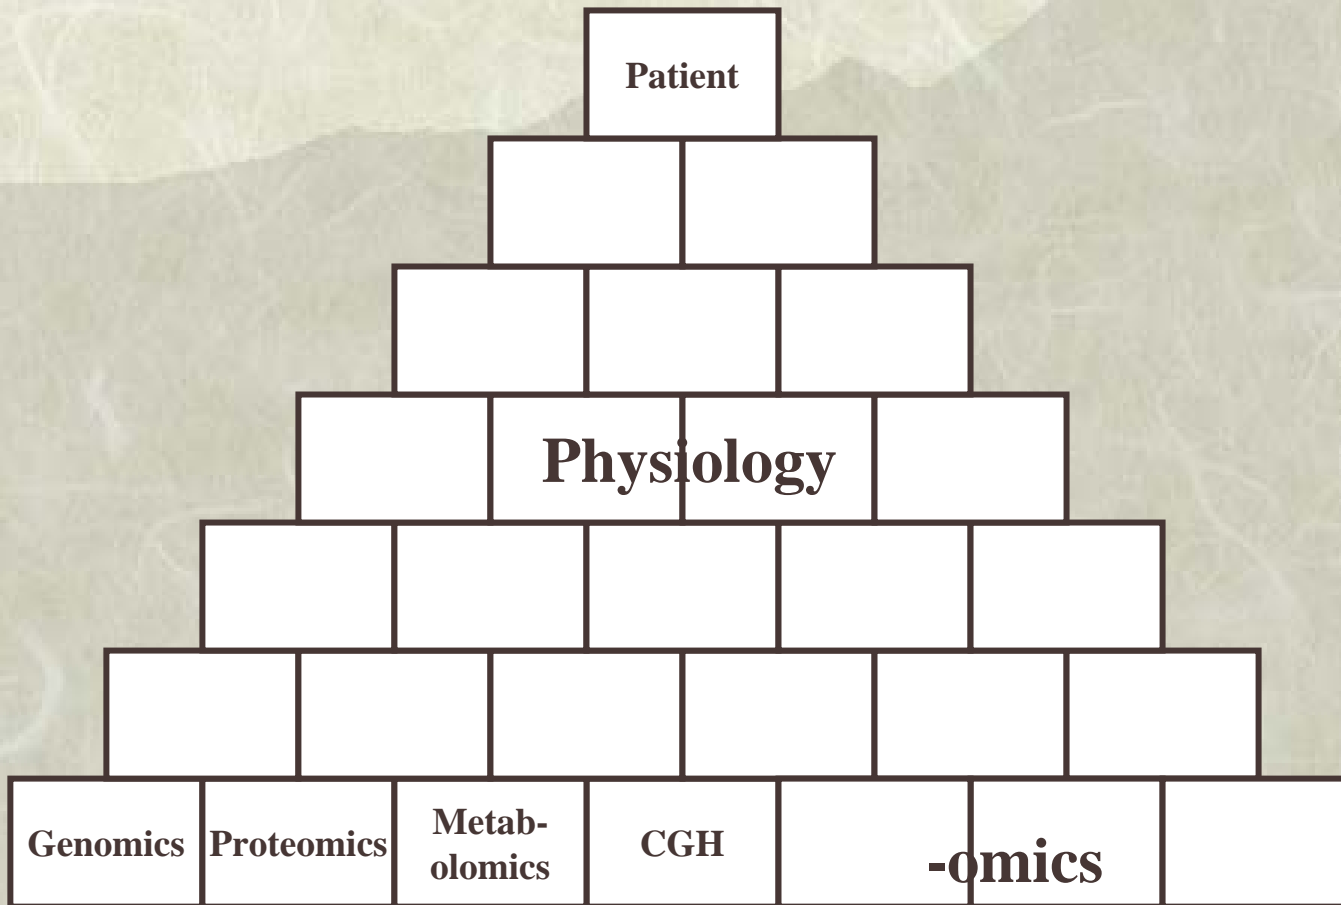 Patient
Physiology
Genomics
Proteomics
Metab-
olomics
CGH
-omics